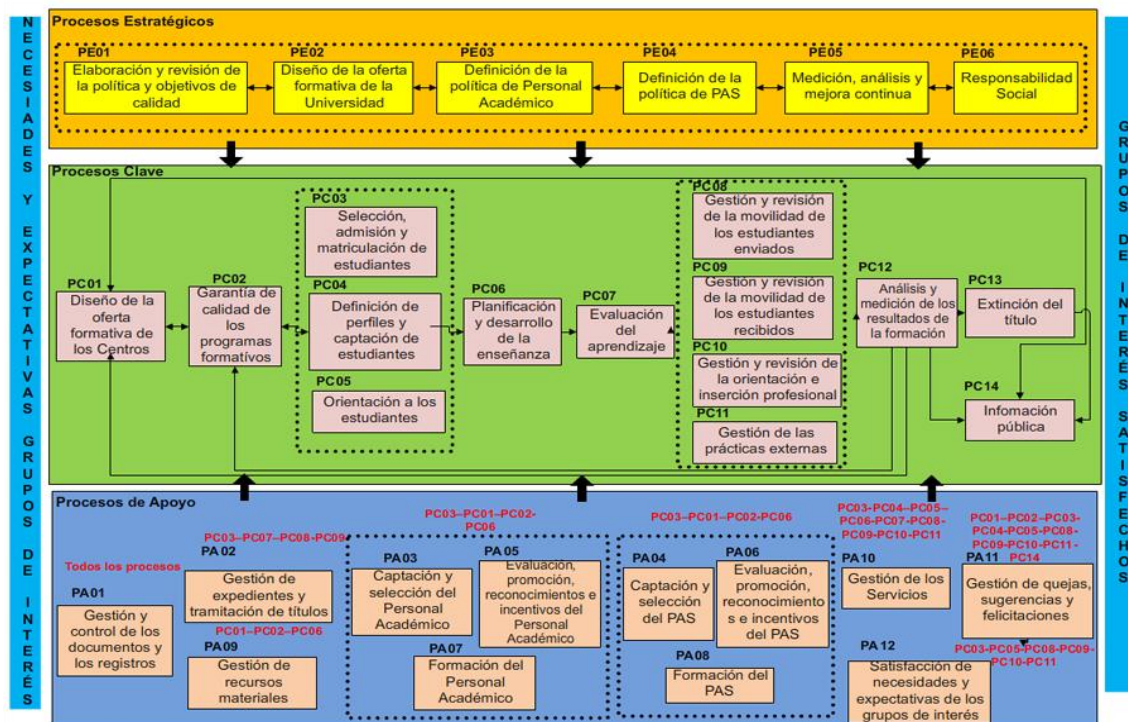 NECESIADES Y EXPECTATIVAS GRUPOS DE INTERÉS
Procesos Estratégicos
PE01
Elaboración y revisión de
la política y objetivos de
calidad
PE02
Diseño de la oferta
formativa de la
Universidad
PE03
Definición de la
política de Personal
Académico
PE04
Definición de la
política de PAS
PE05
Medición, análisis y
mejora continua
PE06
Responsabilidad
Social
Procesos Clave
PC01
Diseño de la
oferta
formativa de
los Centros
PC02
Garantía de
calidad de
los
programas
formatívos
PC03
Selección,
admisión y
matriculación de
estudiantes
PC04
Definición de
perfiles y
captación de
estudiantes
PC05
Orientación a los
estudiantes
PC06
Planificación y
desarrollo de
la enseñanza
PC07
Evaluación
del
aprendizaje
PC08
Gestión y revisión
de la movilidad de
los estudiantes
enviados
PC09
Gestión y revisión
de la movilidad de
los estudiantes
recibidos
PC10
Gestión y revisión de
la orientación e
inserción profesional
PC11
Gestión de las
prácticas externas
PC12
Análisis y
medición de los
resultados de
la formación
PC13
Extinción del
título
PC14
Infomación
pública
Procesos de Apoyo
Todos los procesos
PA01
Gestión y
control de los
documentos y
los registros
PC03–PC07–PC08-PC09-
PA02
Gestión de
expedientes y
tramitación de títulos
PC01–PC02–PC06
PA09
Gestión de
recursos
materiales
PC03–PC01–PC02-
PC06
PA03
Captación y
selección del
Personal
Académico
PA05
Evaluación,
promoción,
reconocimientos e
incentivos del
Personal Académico
PA07
Formación del
Personal
Académico
PC03–PC01–PC02-PC06
PA04
Captación y
selección
del PAS
PA06
Evaluación,
promoción,
reconocimiento
s e incentivos
del PAS
PA08
Formación
del PAS
PC03-PC04–PC05–
PC06-PC07-PC08-
PC09-PC10-PC11
PA10
Gestión de los
Servicios
PC01–PC02–PC03-
PC04-PC05-PC08-
PC09-PC10-PC11-
PC14
PA11
Gestión de quejas,
sugerencias y
felicitaciones
PC03-PC05-PC08-PC09-
PC10-PC11
PA12
Satisfacción de
necesidades y
expectativas de los
grupos de interés
GRUPOS DE INTERÉS SATISFECHOS